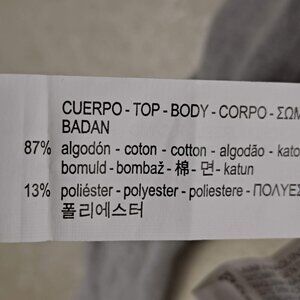 CUERPO - TOP - BODY - CORPO - ΣΩΜ
BADAN
87% algodón - coton - cotton - algodão - kato
bomuld - bombaž - 棉 - 면 - katun
13% poliéster - polyester - poliestere - ΠΟΛΥΕΣ
폴리에스터